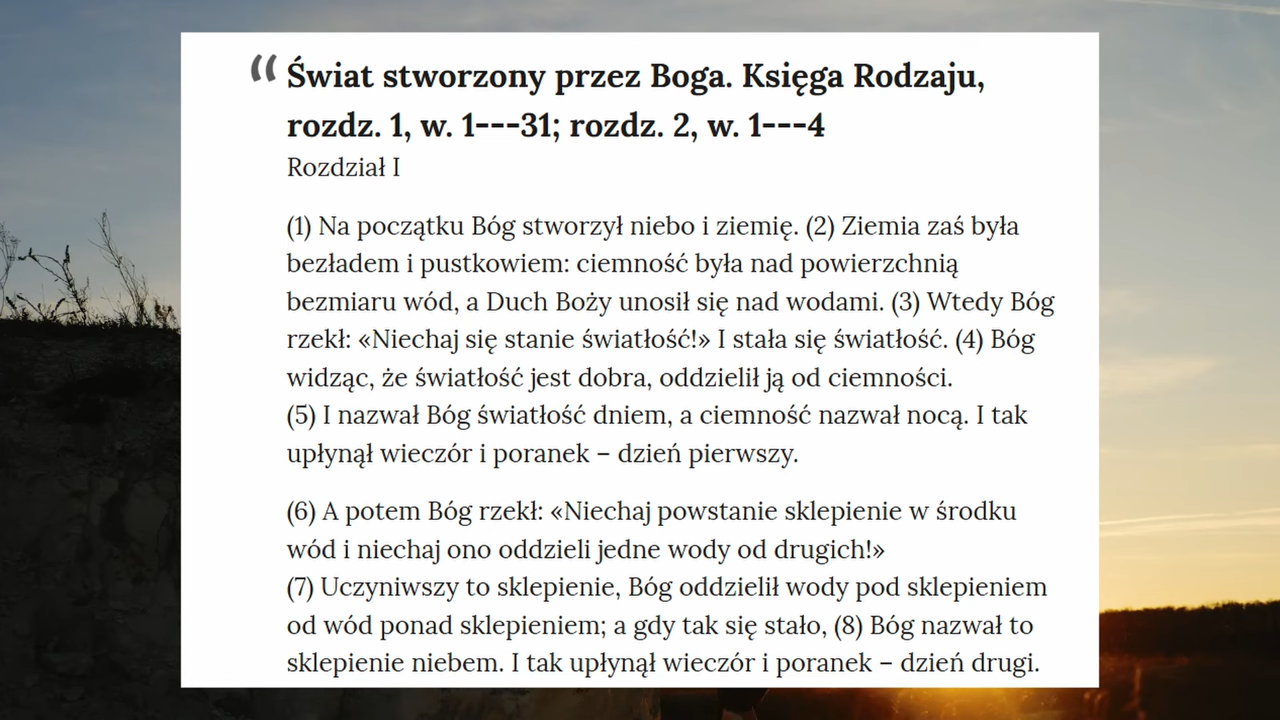 “ Świat stworzony przez Boga. Księga Rodzaju,
rozdz. 1, w. 1---31; rozdz. 2, w. 1---4
Rozdział I
(1) Na początku Bóg stworzył niebo i ziemię. (2) Ziemia zaś była
bezładem i pustkowiem: ciemność była nad powierzchnią
bezmiaru wód, a Duch Boży unosił się nad wodami. (3) Wtedy Bóg
rzekł: «Niechaj się stanie światłość!» I stała się światłość. (4) Bóg
widząc, że światłość jest dobra, oddzielił ją od ciemności.
(5) I nazwał Bóg światłość dniem, a ciemność nazwał nocą. I tak
upłynął wieczór i poranek – dzień pierwszy.
(6) A potem Bóg rzekł: «Niechaj powstanie sklepienie w środku
wód i niechaj ono oddzieli jedne wody od drugich!»
(7) Uczyniwszy to sklepienie, Bóg oddzielił wody pod sklepieniem
od wód ponad sklepieniem; a gdy tak się stało, (8) Bóg nazwał to
sklepienie niebem. I tak upłynął wieczór i poranek – dzień drugi.